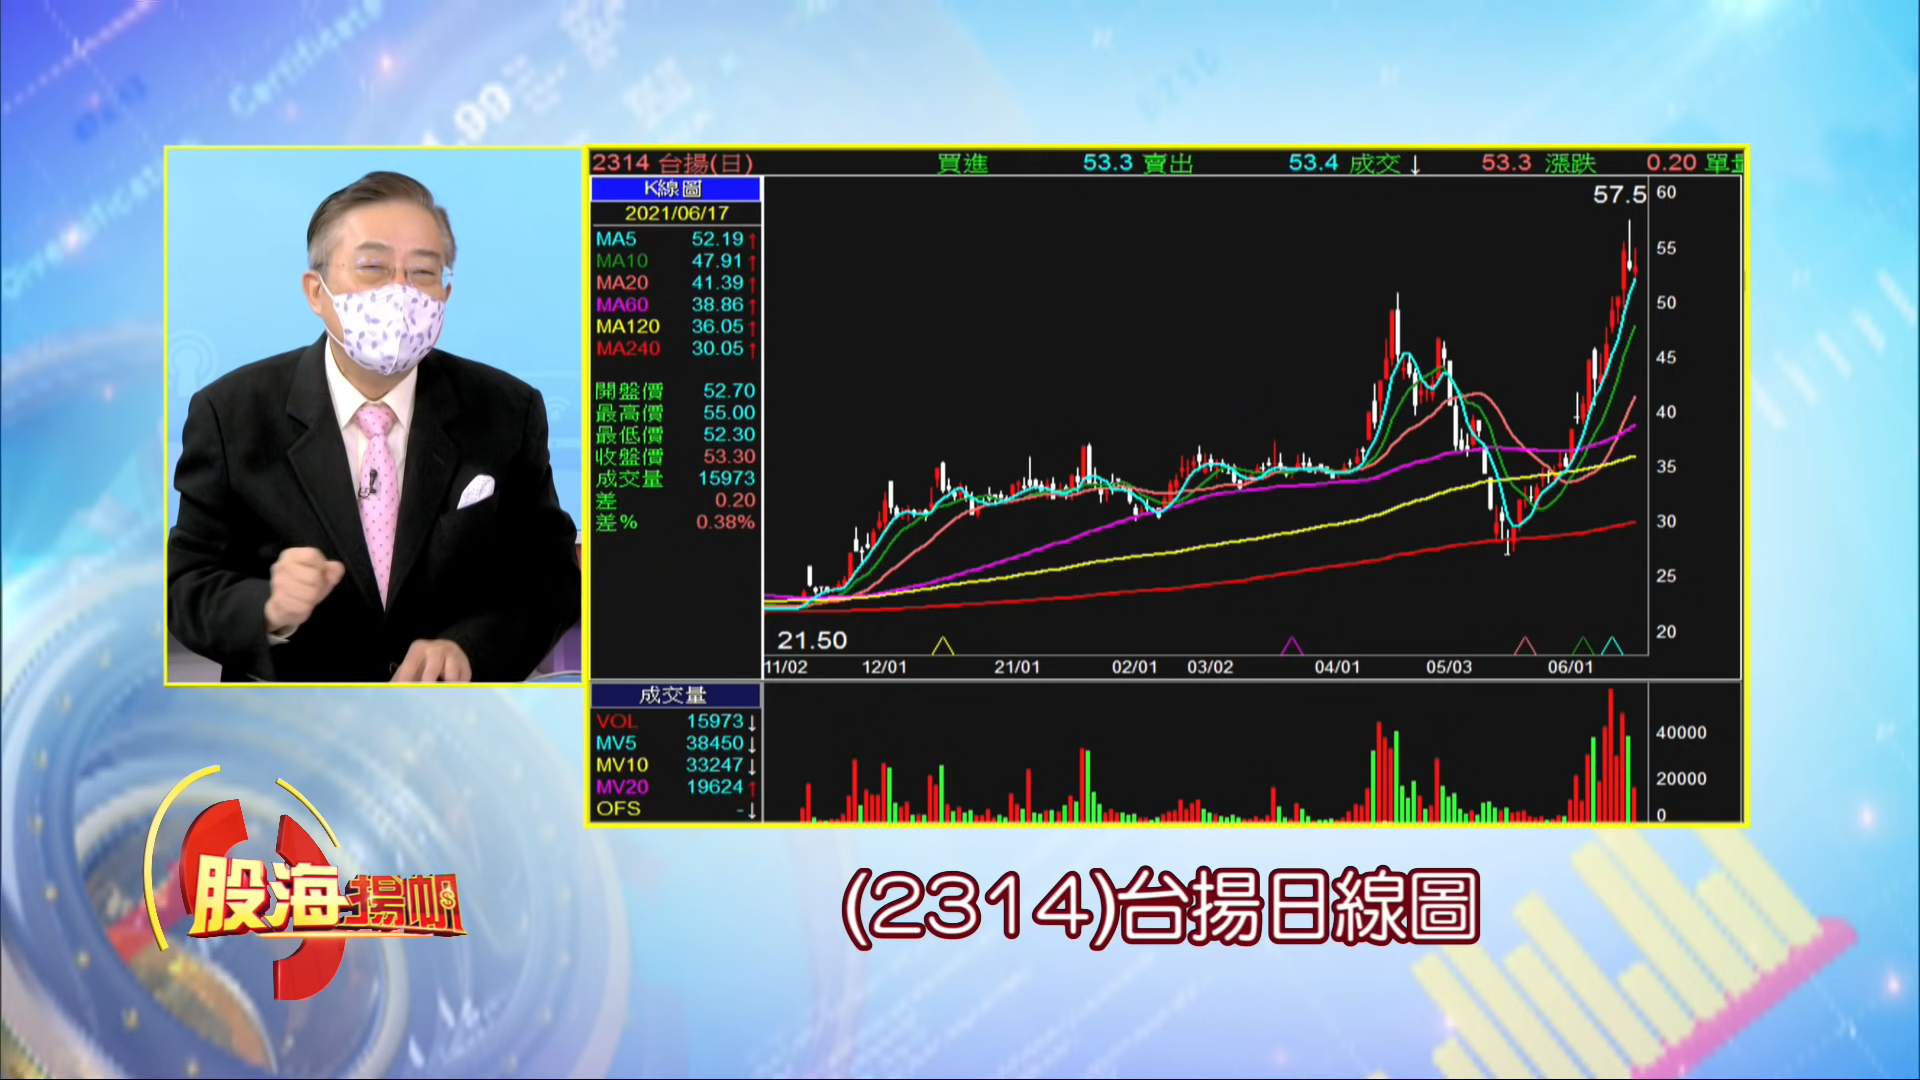 2314 台揚(日) 買進 53.3 賣出 53.4 成交↓ 53.3 漲跌 0.20 單量
K線圖
2021/06/17
MA5 52.19↑
MA10 47.91↑
MA20 41.39↑
MA60 38.86↑
MA120 36.05↑
MA240 30.05↑
開盤價 52.70
最高價 55.00
最低價 52.30
收盤價 53.30
成交量 15973
差 0.20
差% 0.38%
57.5
60
55
50
45
40
35
30
25
20
21.50
11/02 12/01 21/01 02/01 03/02 04/01 05/03 06/01
成交量
VOL 15973↓
MV5 38450↓
MV10 33247↓
MV20 19624↑
OFS -↓
40000
20000
0
股海揚帆
(2314)台揚日線圖